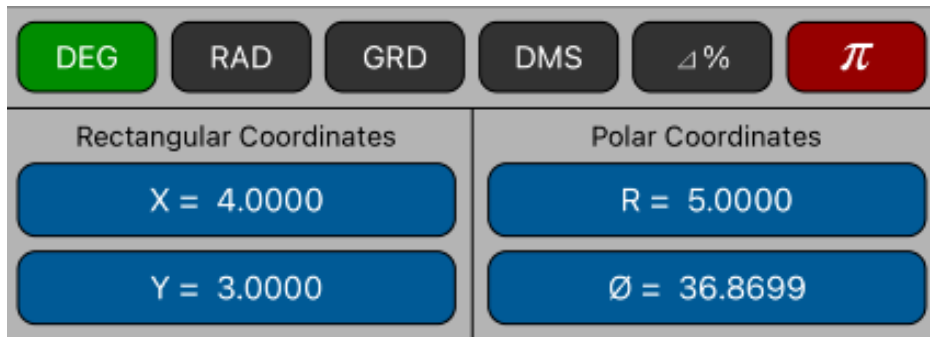 DEG RAD GRD DMS ⊿% π
Rectangular Coordinates
X = 4.0000
Y = 3.0000
Polar Coordinates
R = 5.0000
Ø = 36.8699